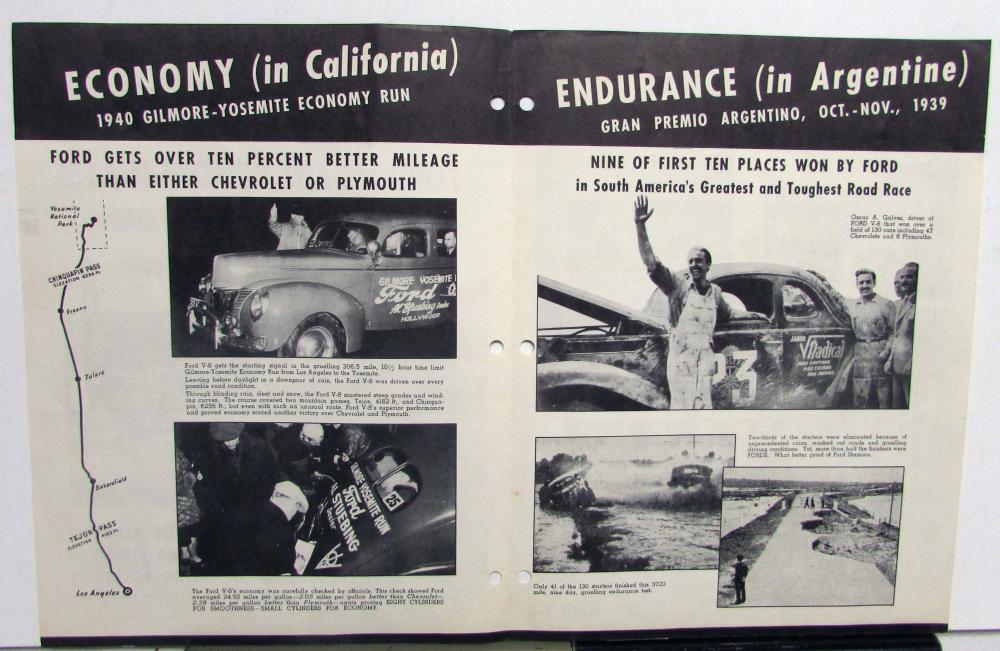 ECONOMY (in California)
1940 GILMORE-YOSEMITE ECONOMY RUN
FORD GETS OVER TEN PERCENT BETTER MILEAGE
THAN EITHER CHEVROLET OR PLYMOUTH
Yosemite
National
Park
CHINQUAPIN PASS
ELEVATION 6256 Ft.
Fresno
Tulare
Bakersfield
TEJON PASS
ELEVATION 4182 Ft.
Los Angeles
GILMORE YOSEMITE
Ford
Dealer
HOLLYWOOD
Ford V-8 gets the starting signal in the gruelling 306.5 mile, 10½ hour time limit
Gilmore-Yosemite Economy Run from Los Angeles to the Yosemite.
Leaving before daylight in a downpour of rain, the Ford V-8 was driven over every
possible road condition.
Through blinding rain, sleet and snow, the Ford V-8 mastered steep grades and wind-
ing curves. The course covered two mountain passes, Tejon, 4182 ft., and Chinqua-
pin, 6256 ft., but even with such an unusual route, Ford V-8's superior performance
and proved economy scored another victory over Chevrolet and Plymouth.
GILMORE YOSEMITE RUN
25
Ford
Dealer
STUEBING
The Ford V-8's economy was carefully checked by officials. This check showed Ford
averaged 24.92 miles per gallon—2.05 miles per gallon better than Chevrolet—
2.38 miles per gallon better than Plymouth—again proving EIGHT CYLINDERS
FOR SMOOTHNESS—SMALL CYLINDERS FOR ECONOMY.
ENDURANCE (in Argentine)
GRAN PREMIO ARGENTINO, OCT.-NOV., 1939
NINE OF FIRST TEN PLACES WON BY FORD
in South America's Greatest and Toughest Road Race
Oscar A. Galvez, driver of
FORD V-8 that won over a
field of 130 cars including 47
Chevrolets and 8 Plymouths.
JABON
Radical
23
Two-thirds of the starters were eliminated because of
unprecedented rains, washed out roads and gruelling
driving conditions. Yet, more than half the finishers were
FORDS. What better proof of Ford Stamina.
Only 41 of the 130 starters finished this 3720
mile, nine day, gruelling endurance test.